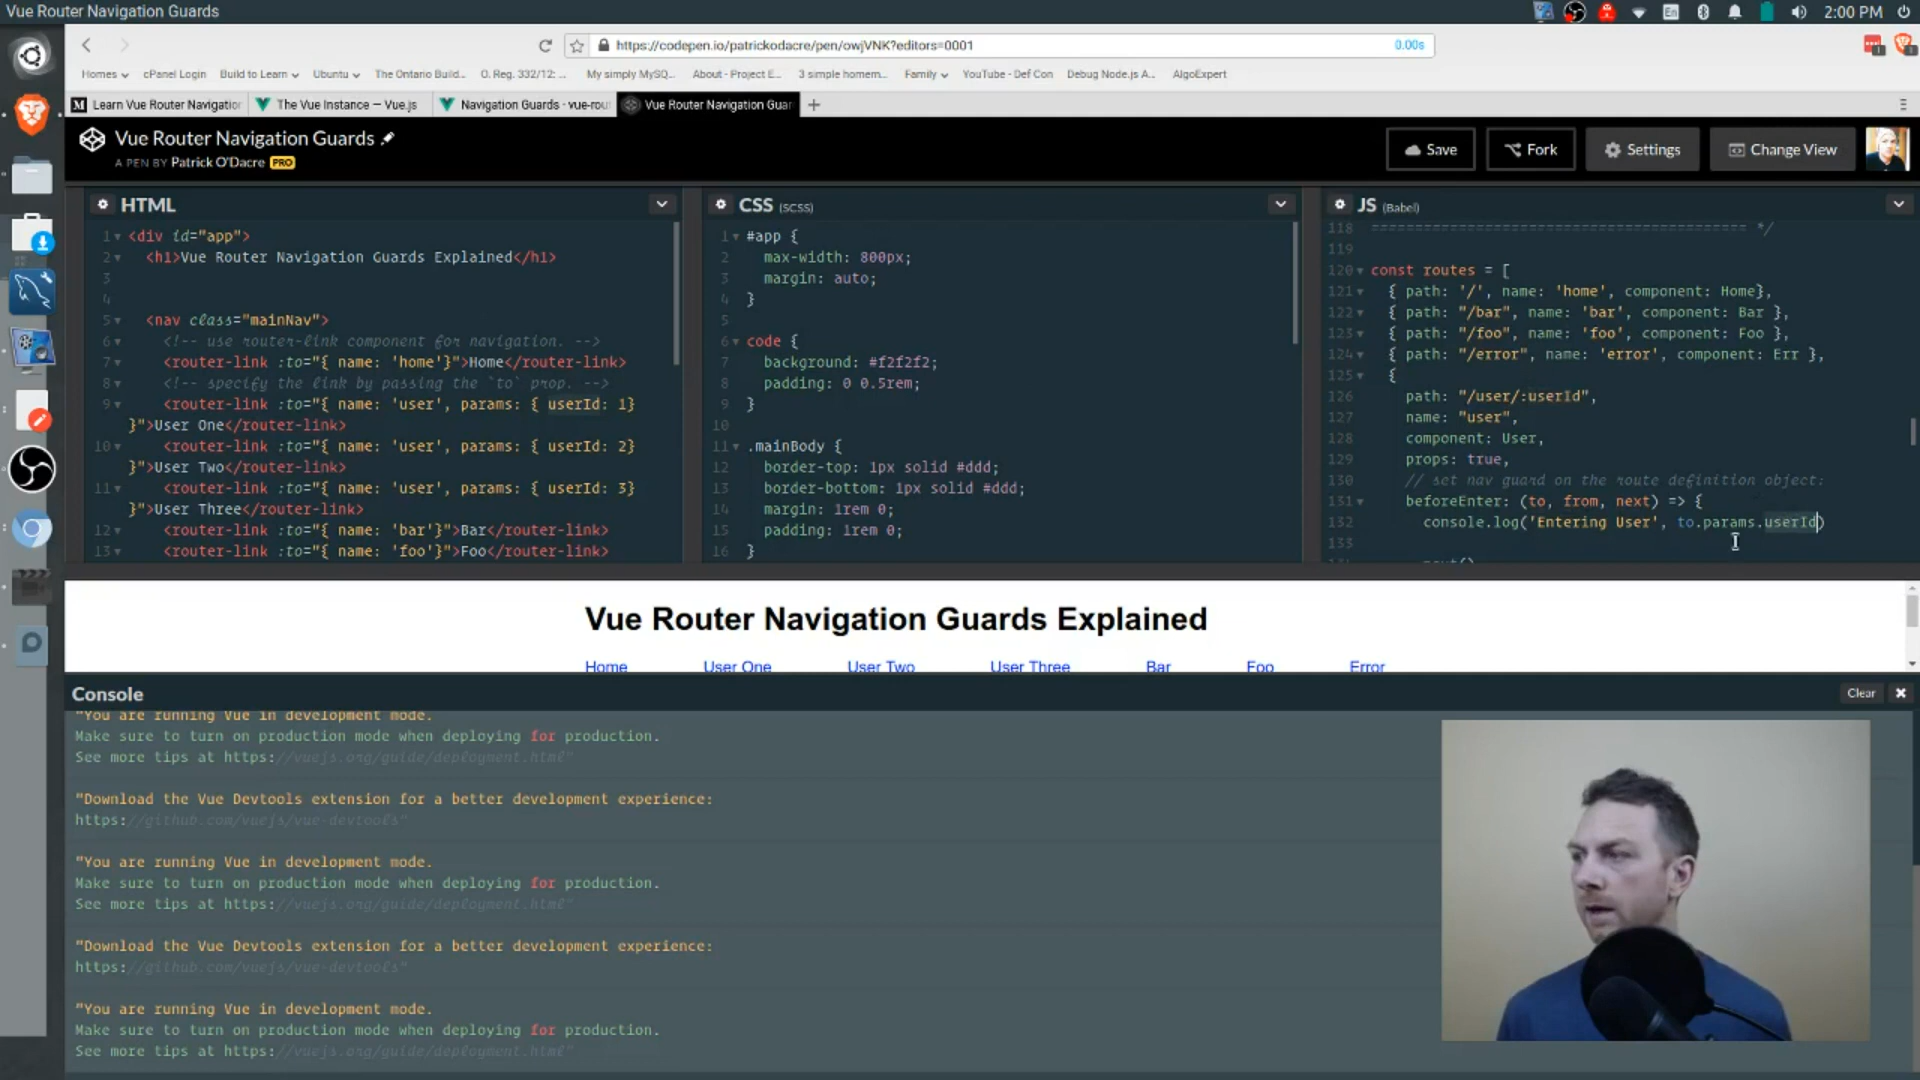 Vue Router Navigation Guards
En
2:00 PM
https://codepen.io/patrickodacre/pen/owjVNK?editors=0001
0.00s
Homes
cPanel Login
Build to Learn
Ubuntu
The Ontario Build...
O. Reg. 332/12: ...
My simply MySQ...
About - Project E...
3 simple homem...
Family
YouTube - Def Con
Debug Node.js A...
AlgoExpert
Learn Vue Router Navigation
The Vue Instance — Vue.js
Navigation Guards - vue-rou
Vue Router Navigation Guar
Vue Router Navigation Guards
A PEN BY Patrick O'Dacre PRO
Save
Fork
Settings
Change View
HTML
1 <div id="app">
2 <h1>Vue Router Navigation Guards Explained</h1>
3
4
5 <nav class="mainNav">
6 <!-- use router-link component for navigation. -->
7 <router-link :to="{ name: 'home'}">Home</router-link>
8 <!-- specify the link by passing the `to` prop. -->
9 <router-link :to="{ name: 'user', params: { userId: 1}
}">User One</router-link>
10 <router-link :to="{ name: 'user', params: { userId: 2}
}">User Two</router-link>
11 <router-link :to="{ name: 'user', params: { userId: 3}
}">User Three</router-link>
12 <router-link :to="{ name: 'bar'}">Bar</router-link>
13 <router-link :to="{ name: 'foo'}">Foo</router-link>
CSS (SCSS)
1 #app {
2 max-width: 800px;
3 margin: auto;
4 }
5
6 code {
7 background: #f2f2f2;
8 padding: 0 0.5rem;
9 }
10
11 .mainBody {
12 border-top: 1px solid #ddd;
13 border-bottom: 1px solid #ddd;
14 margin: 1rem 0;
15 padding: 1rem 0;
16 }
JS (Babel)
118 =========================================== */
119
120 const routes = [
121 { path: '/', name: 'home', component: Home},
122 { path: "/bar", name: 'bar', component: Bar },
123 { path: "/foo", name: 'foo', component: Foo },
124 { path: "/error", name: 'error', component: Err },
125 {
126 path: "/user/:userId",
127 name: "user",
128 component: User,
129 props: true,
130 // set nav guard on the route definition object:
131 beforeEnter: (to, from, next) => {
132 console.log('Entering User', to.params.userId)
133
Vue Router Navigation Guards Explained
Home
User One
User Two
User Three
Bar
Foo
Error
Console
Clear
"You are running Vue in development mode.
Make sure to turn on production mode when deploying for production.
See more tips at https://vuejs.org/guide/deployment.html"
"Download the Vue Devtools extension for a better development experience:
https://github.com/vuejs/vue-devtools"
"You are running Vue in development mode.
Make sure to turn on production mode when deploying for production.
See more tips at https://vuejs.org/guide/deployment.html"
"Download the Vue Devtools extension for a better development experience:
https://github.com/vuejs/vue-devtools"
"You are running Vue in development mode.
Make sure to turn on production mode when deploying for production.
See more tips at https://vuejs.org/guide/deployment.html"